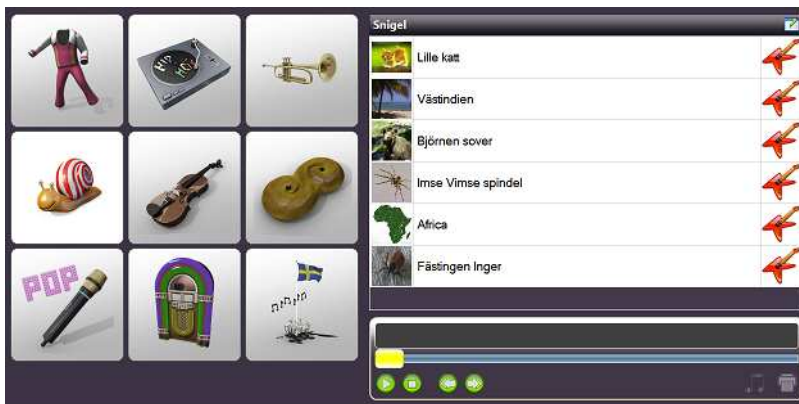 HIP
HOP
POP
Snigel
Lille katt
Västindien
Björnen sover
Imse Vimse spindel
Africa
Fästingen Inger